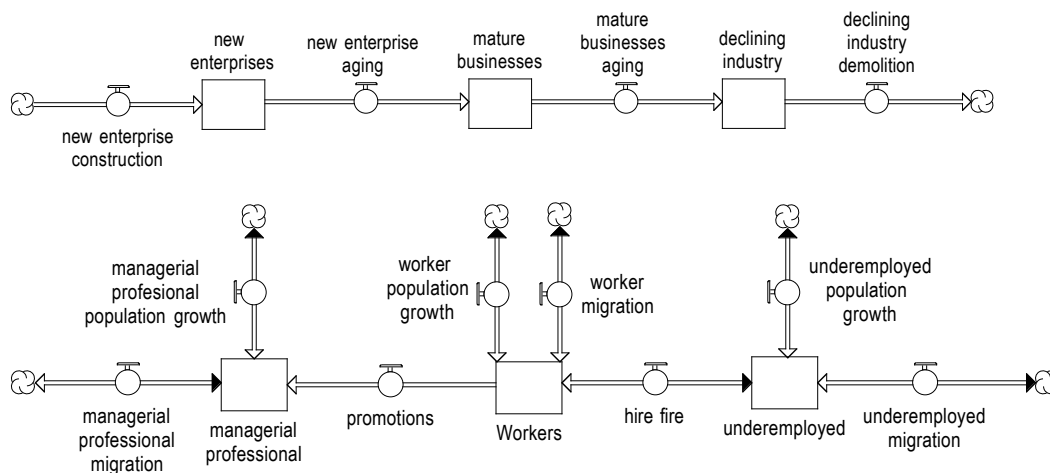 new
enterprises
new enterprise
aging
mature
businesses
mature
businesses
aging
declining
industry
declining
industry
demolition
new enterprise
construction
managerial
profesional
population growth
worker
population
growth
worker
migration
underemployed
population
growth
managerial
professional
migration
managerial
professional
promotions
Workers
hire fire
underemployed
underemployed
migration